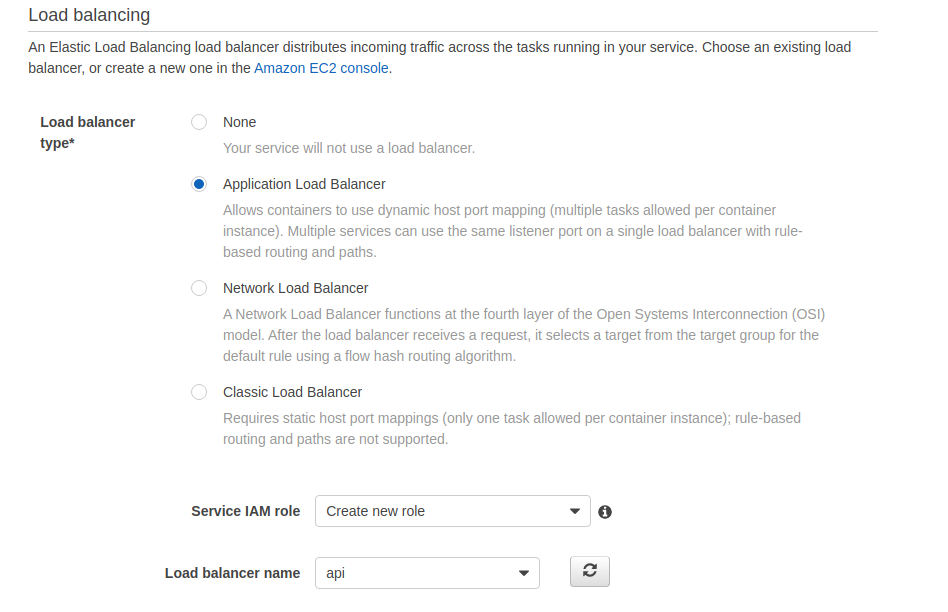 Load balancing
An Elastic Load Balancing load balancer distributes incoming traffic across the tasks running in your service. Choose an existing load
balancer, or create a new one in the Amazon EC2 console.
Load balancer
type*
None
Your service will not use a load balancer.
Application Load Balancer
Allows containers to use dynamic host port mapping (multiple tasks allowed per container
instance). Multiple services can use the same listener port on a single load balancer with rule-
based routing and paths.
Network Load Balancer
A Network Load Balancer functions at the fourth layer of the Open Systems Interconnection (OSI)
model. After the load balancer receives a request, it selects a target from the target group for the
default rule using a flow hash routing algorithm.
Classic Load Balancer
Requires static host port mappings (only one task allowed per container instance); rule-based
routing and paths are not supported.
Service IAM role Create new role
Load balancer name api